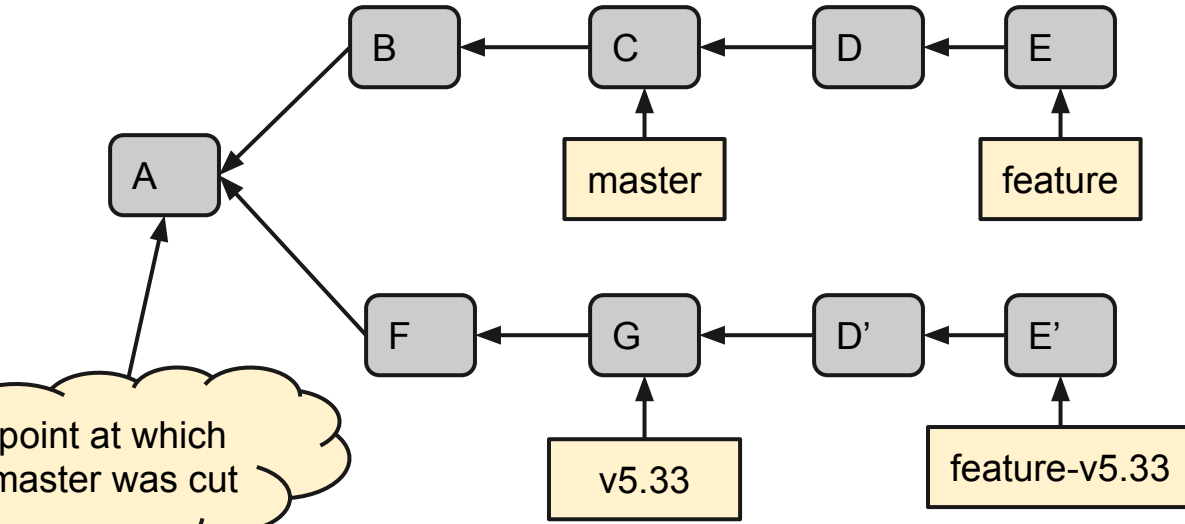 B
C
D
E
A
master
feature
F
G
D’
E’
point at which
master was cut
v5.33
feature-v5.33